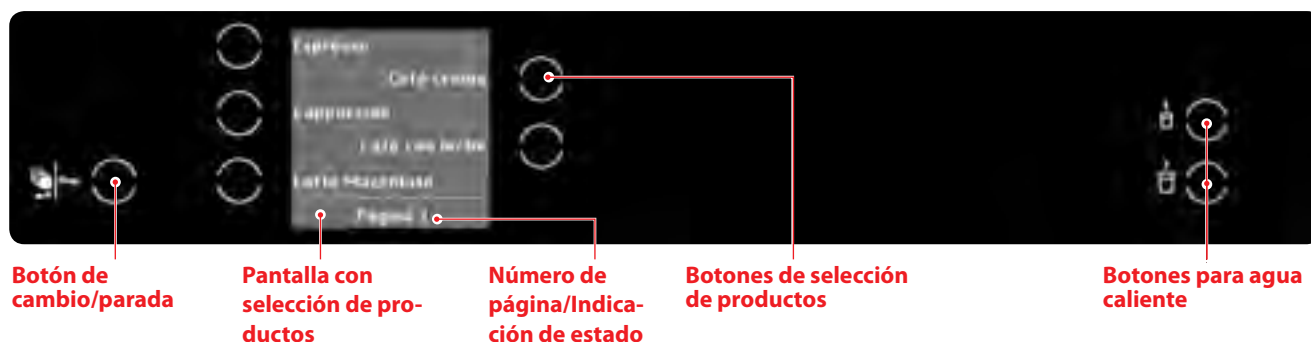 Espresso
Café crema
Cappuccino
Café con leche
Latte Macchiato
Página 1
Botón de
cambio/parada
Pantalla con
selección de pro-
ductos
Número de
página/Indica-
ción de estado
Botones de selección
de productos
Botones para agua
caliente